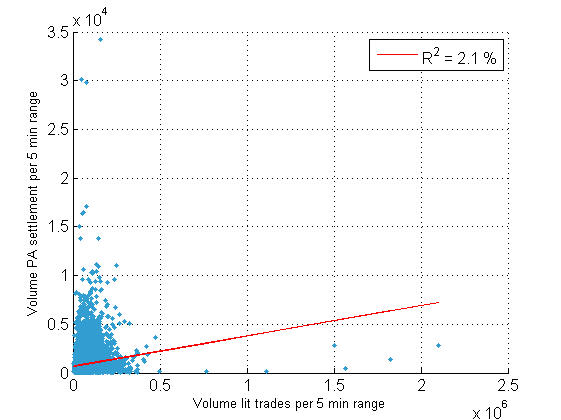 x 10^4
R^2 = 2.1 %
3.5
3
2.5
2
1.5
1
0.5
0
Volume PA settlement per 5 min range
0 0.5 1 1.5 2 2.5
Volume lit trades per 5 min range
x 10^6